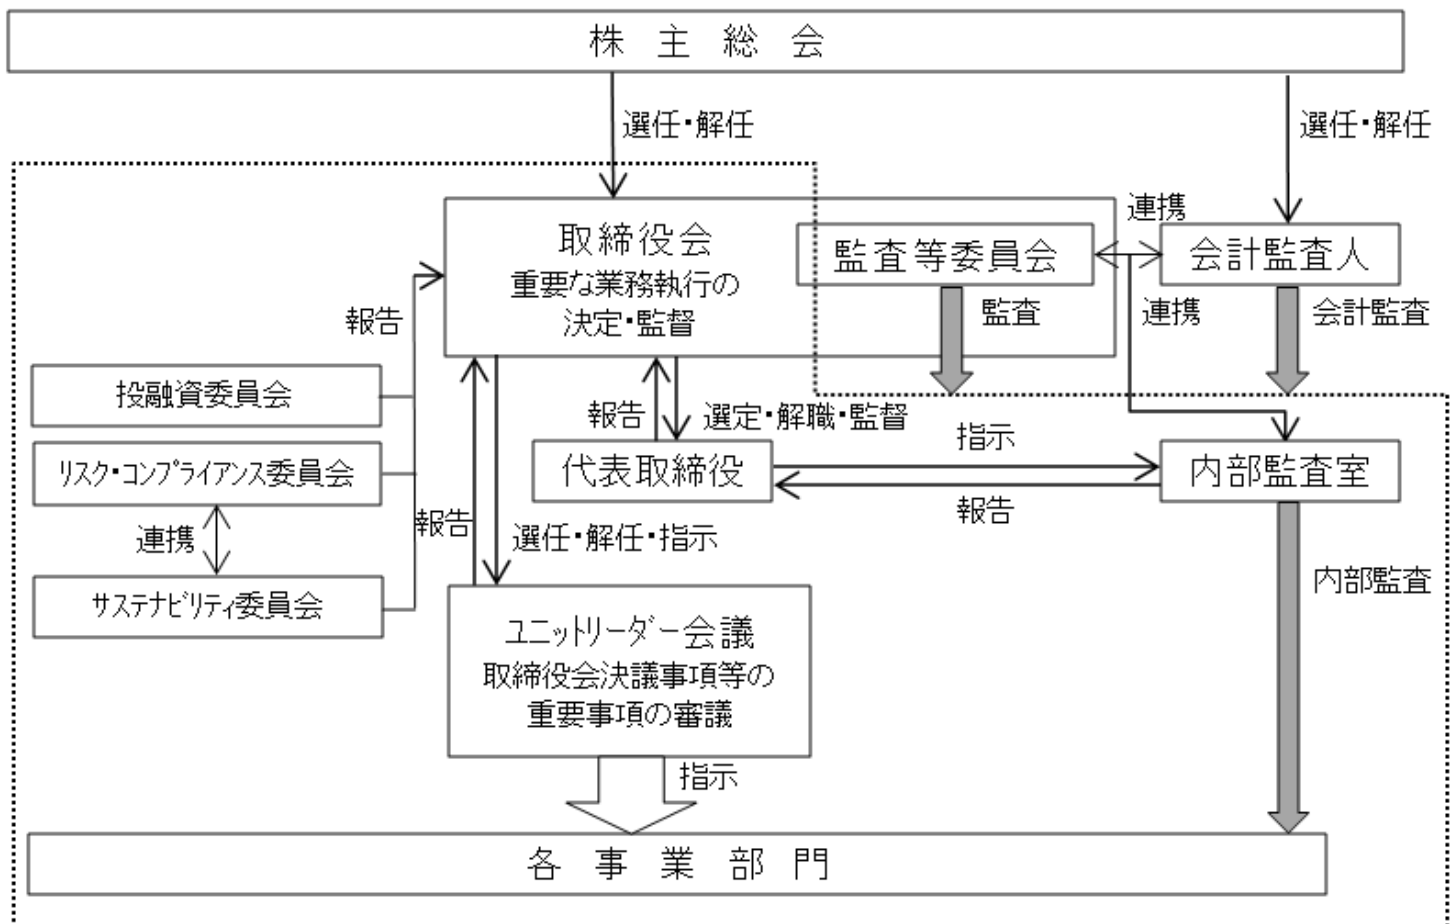 株主総会
選任・解任
選任・解任
取締役会
重要な業務執行の
決定・監督
監査等委員会
連携
会計監査人
監査
連携
会計監査
報告
投融資委員会
リスク・コンプライアンス委員会
連携
サステナビリティ委員会
報告
選定・解職・監督
代表取締役
指示
報告
内部監査室
報告
選任・解任・指示
内部監査
ユニットリーダー会議
取締役会決議事項等の
重要事項の審議
指示
各事業部門